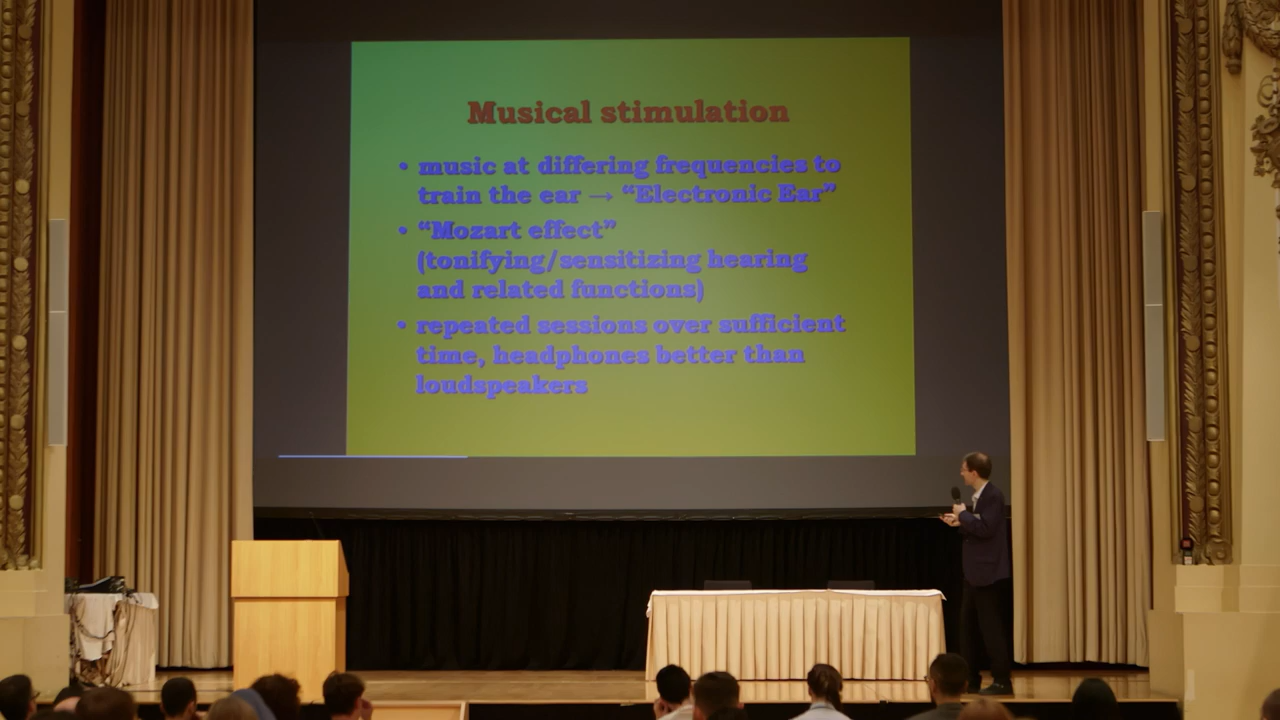 Musical stimulation
• music at differing frequencies to
train the ear → “Electronic Ear”
• “Mozart effect”
(tonifying/sensitizing hearing
and related functions)
• repeated sessions over sufficient
time, headphones better than
loudspeakers